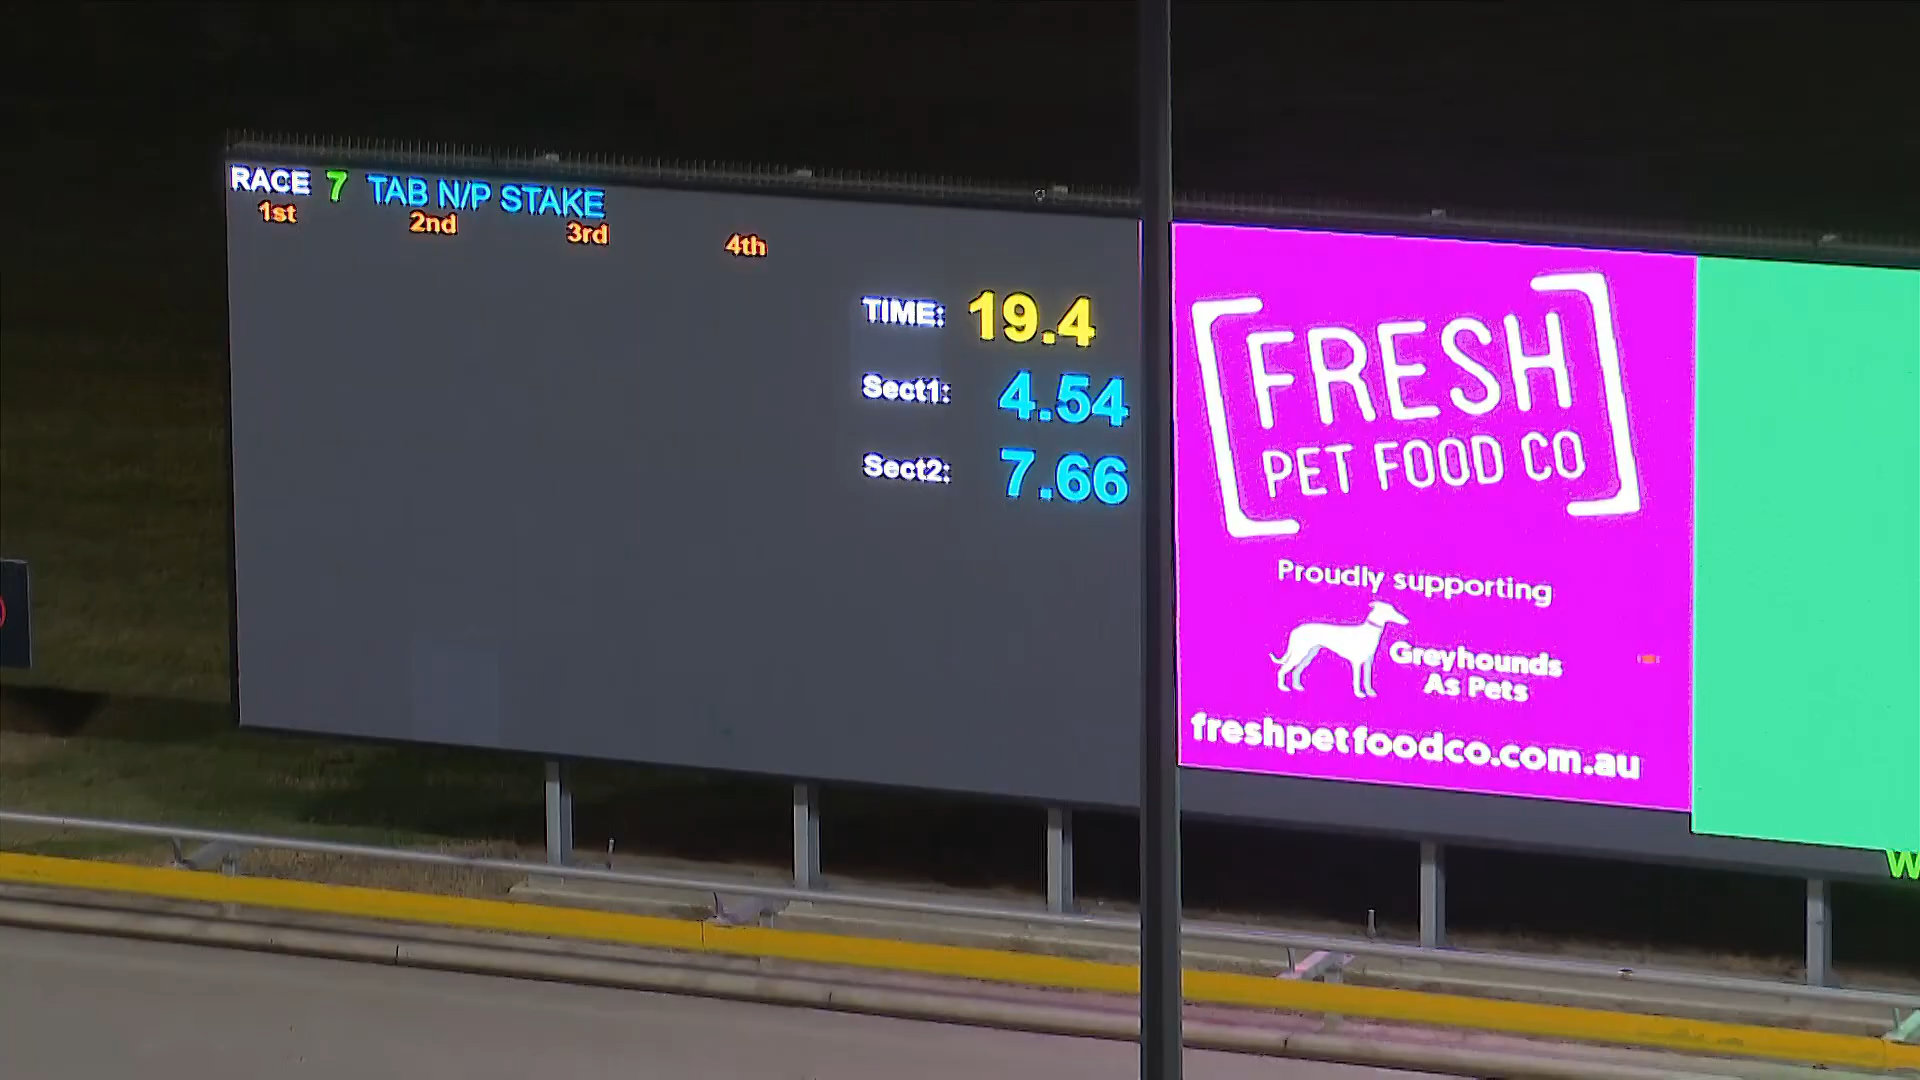 RACE 7 TAB N/P STAKE
1st 2nd 3rd 4th
TIME: 19.4
Sect1: 4.54
Sect2: 7.66
FRESH
PET FOOD CO
Proudly supporting
Greyhounds
As Pets
freshpetfoodco.com.au
W